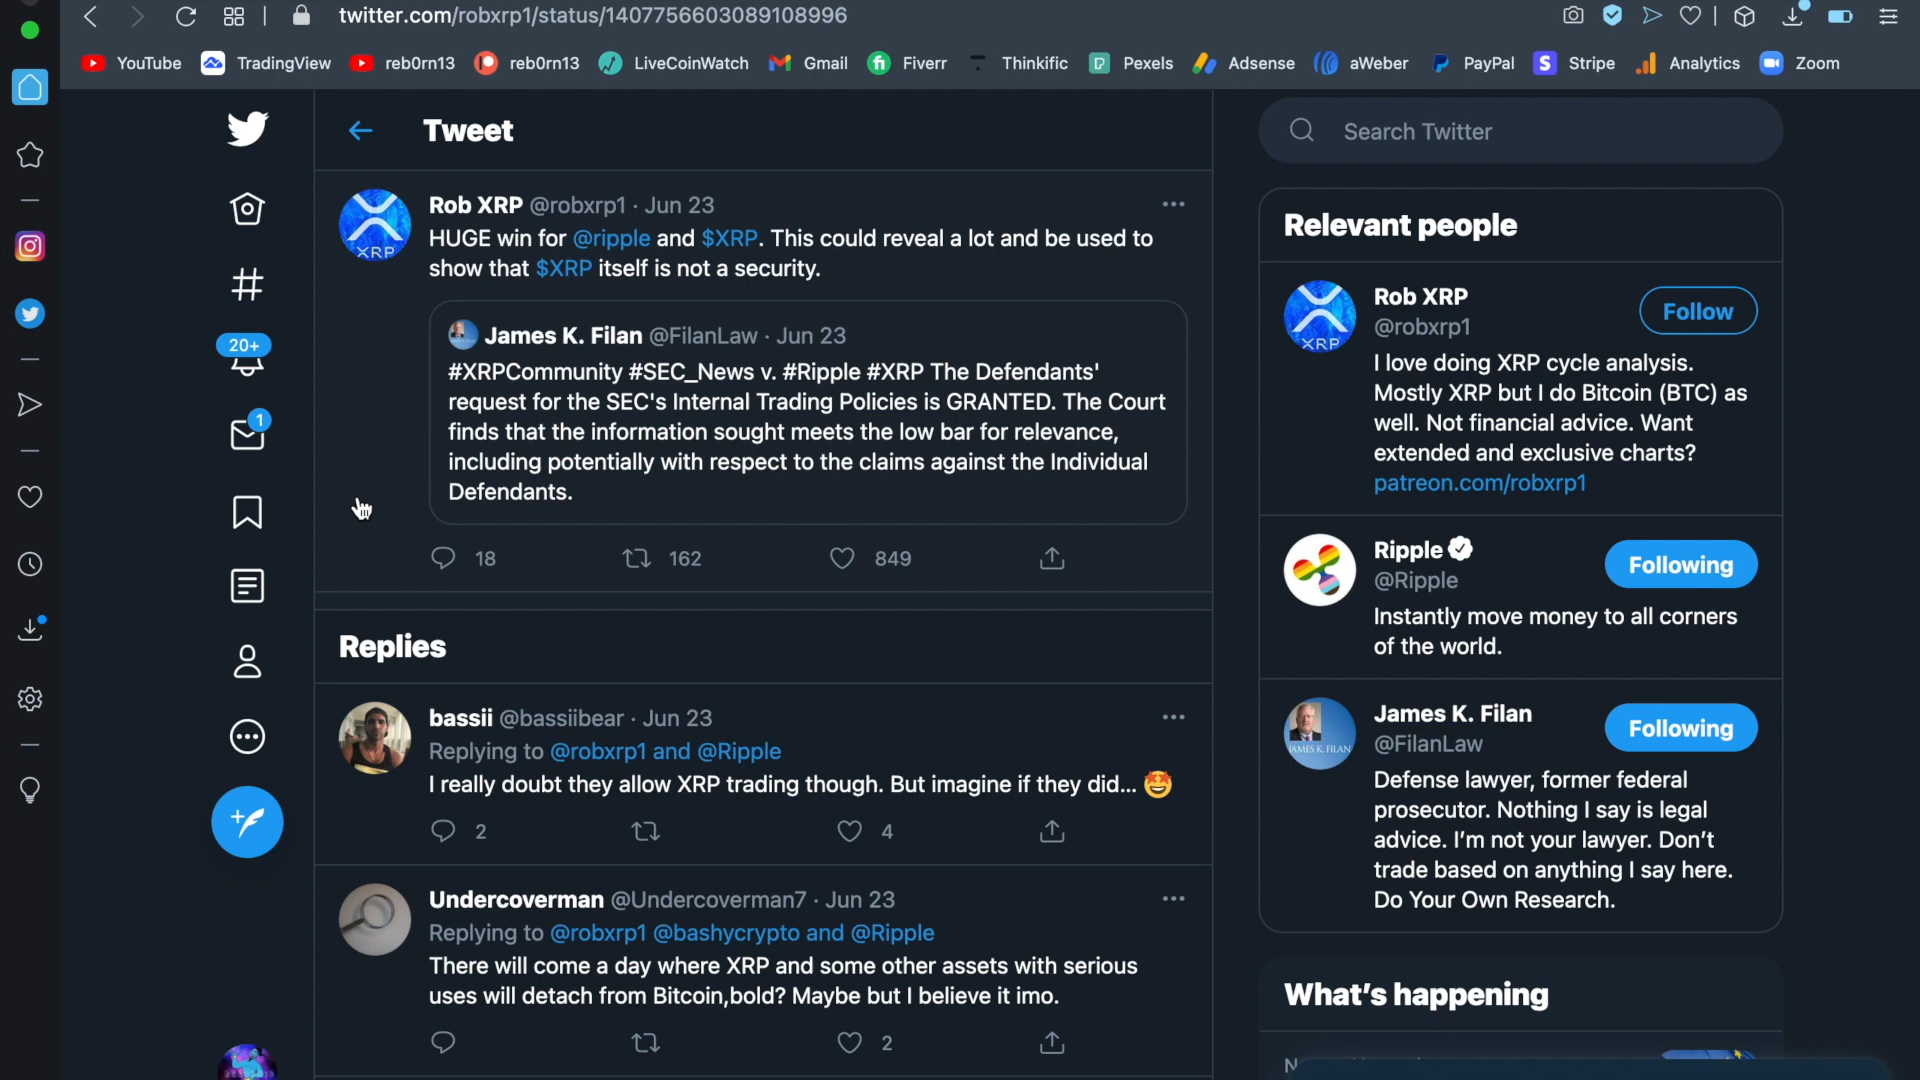 twitter.com/robxrp1/status/1407756603089108996
YouTube TradingView reb0rn13 reb0rn13 LiveCoinWatch Gmail Fiverr Thinkific Pexels Adsense aWeber PayPal Stripe Analytics Zoom
Tweet
Search Twitter
Rob XRP @robxrp1 · Jun 23
HUGE win for @ripple and $XRP. This could reveal a lot and be used to
show that $XRP itself is not a security.
XRP
James K. Filan @FilanLaw · Jun 23
#XRPCommunity #SEC_News v. #Ripple #XRP The Defendants'
request for the SEC's Internal Trading Policies is GRANTED. The Court
finds that the information sought meets the low bar for relevance,
including potentially with respect to the claims against the Individual
Defendants.
18 162 849
20+
1
Replies
bassii @bassiibear · Jun 23
Replying to @robxrp1 and @Ripple
I really doubt they allow XRP trading though. But imagine if they did... 🤩
2 4
Undercoverman @Undercoverman7 · Jun 23
Replying to @robxrp1 @bashycrypto and @Ripple
There will come a day where XRP and some other assets with serious
uses will detach from Bitcoin,bold? Maybe but I believe it imo.
2
Relevant people
Rob XRP
@robxrp1
Follow
XRP
I love doing XRP cycle analysis.
Mostly XRP but I do Bitcoin (BTC) as
well. Not financial advice. Want
extended and exclusive charts?
patreon.com/robxrp1
Ripple
@Ripple
Following
Instantly move money to all corners
of the world.
James K. Filan
@FilanLaw
Following
JAMES K. FILAN
Defense lawyer, former federal
prosecutor. Nothing I say is legal
advice. I'm not your lawyer. Don't
trade based on anything I say here.
Do Your Own Research.
What's happening